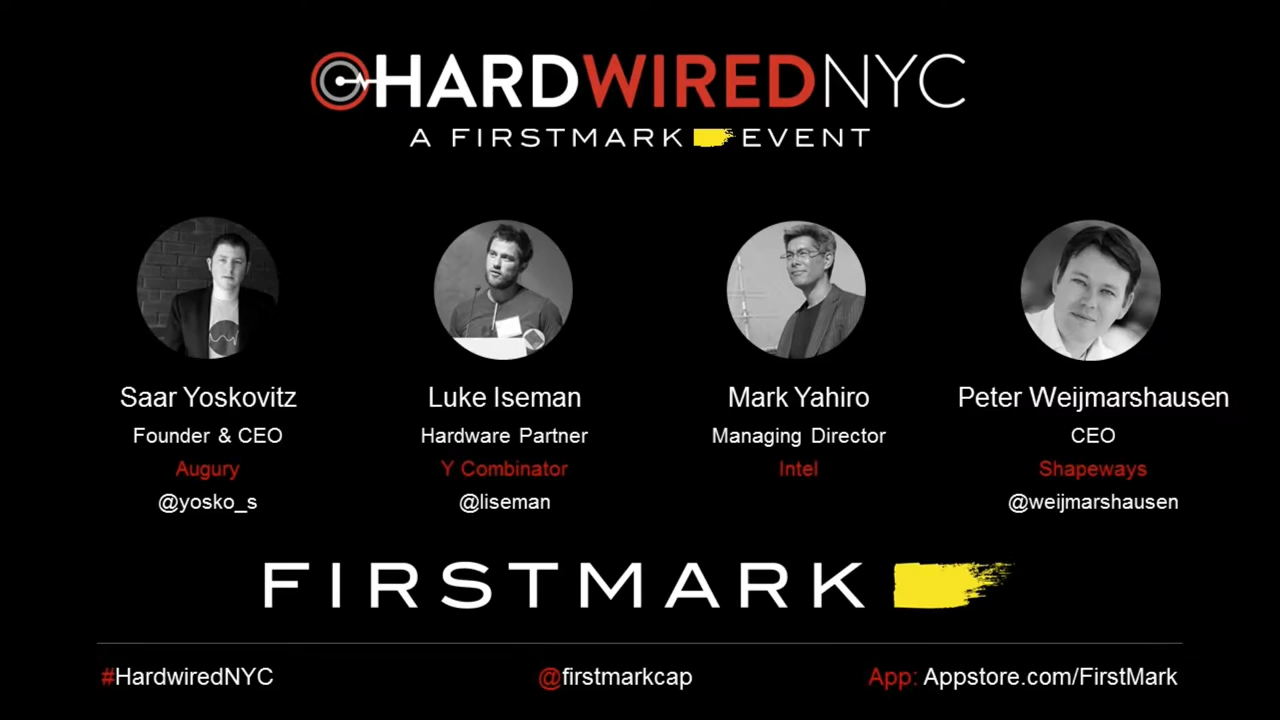 HARDWIREDNYC
A FIRSTMARK EVENT
Saar Yoskovitz
Founder & CEO
Augury
@yosko_s
Luke Iseman
Hardware Partner
Y Combinator
@liseman
Mark Yahiro
Managing Director
Intel
Peter Weijmarshausen
CEO
Shapeways
@weijmarshausen
FIRSTMARK
#HardwiredNYC
@firstmarkcap
App: Appstore.com/FirstMark